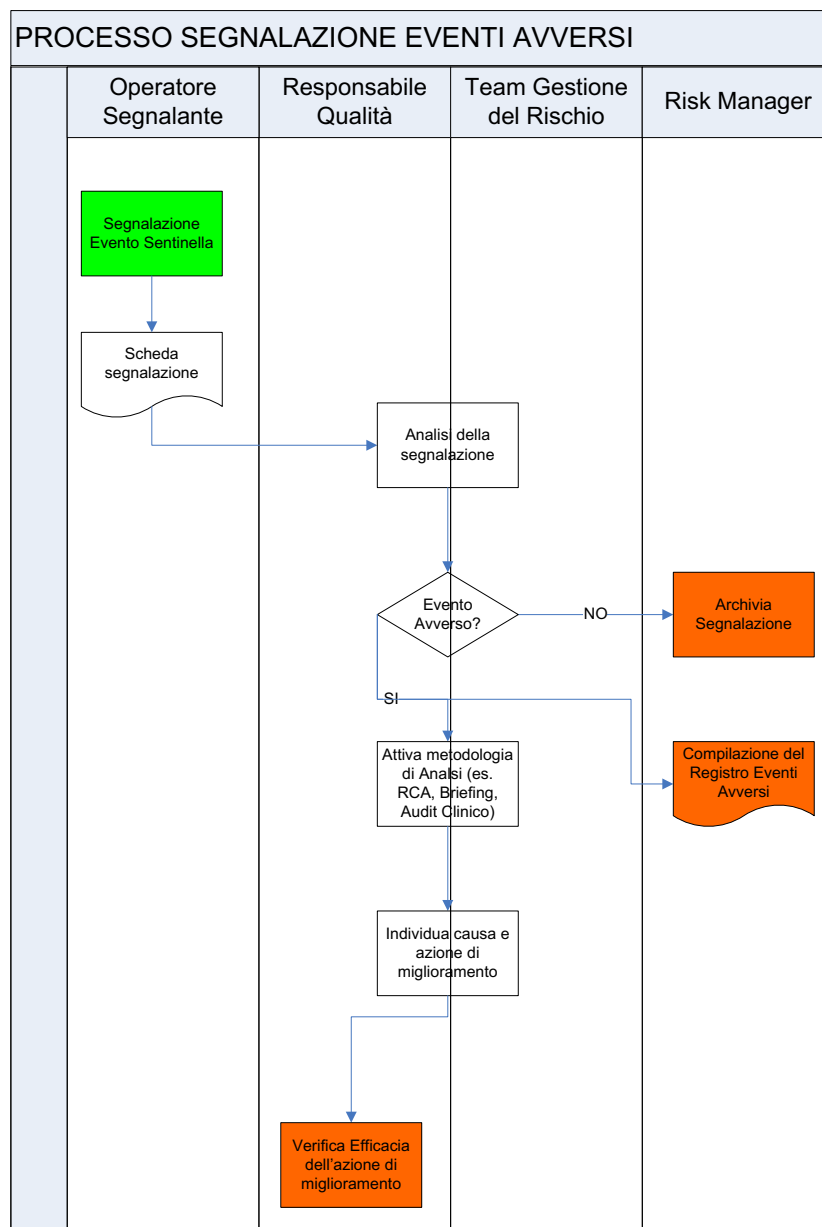 PROCESSO SEGNALAZIONE EVENTI AVVERSI
Operatore
Segnalante
Responsabile
Qualità
Team Gestione
del Rischio
Risk Manager
Segnalazione
Evento Sentinella
Scheda
segnalazione
Analisi della
segnalazione
Evento
Avverso?
NO
Archivia
Segnalazione
SI
Attiva metodologia
di Analsi (es.
RCA, Briefing,
Audit Clinico)
Compilazione del
Registro Eventi
Avversi
Individua causa e
azione di
miglioramento
Verifica Efficacia
dell’azione di
miglioramento